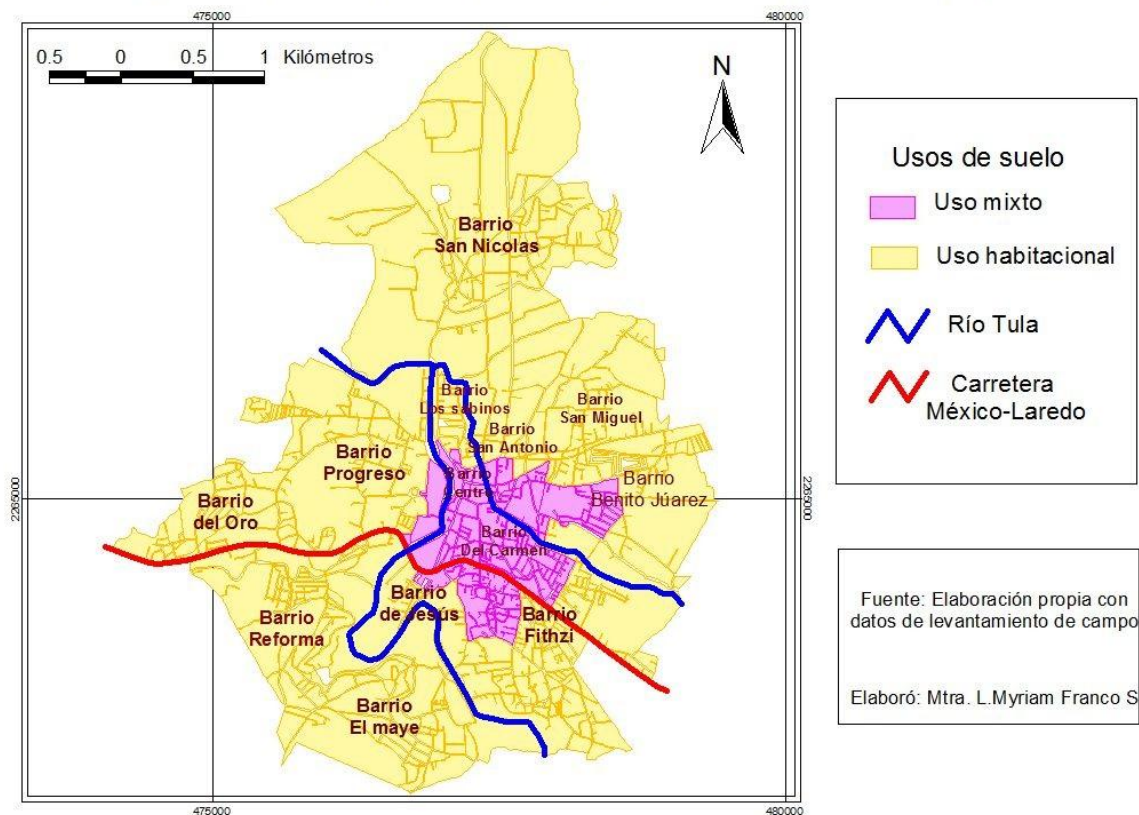 475000
480000
0.5 0 0.5 1 Kilómetros
N
Barrio
San Nicolas
Barrio
Los sabinos
Barrio
San Miguel
Barrio
San Antonio
Barrio
Progreso
Barrio
Centro
Barrio
Benito Júarez
Barrio
del Oro
Barrio
Del Carmen
Barrio
de Jesús
Barrio
Reforma
Barrio
Fithzi
Barrio
El maye
2265000
2265000
475000
480000
Usos de suelo
Uso mixto
Uso habitacional
Río Tula
Carretera
México-Laredo
Fuente: Elaboración propia con
datos de levantamiento de campo
Elaboró: Mtra. L.Myriam Franco S